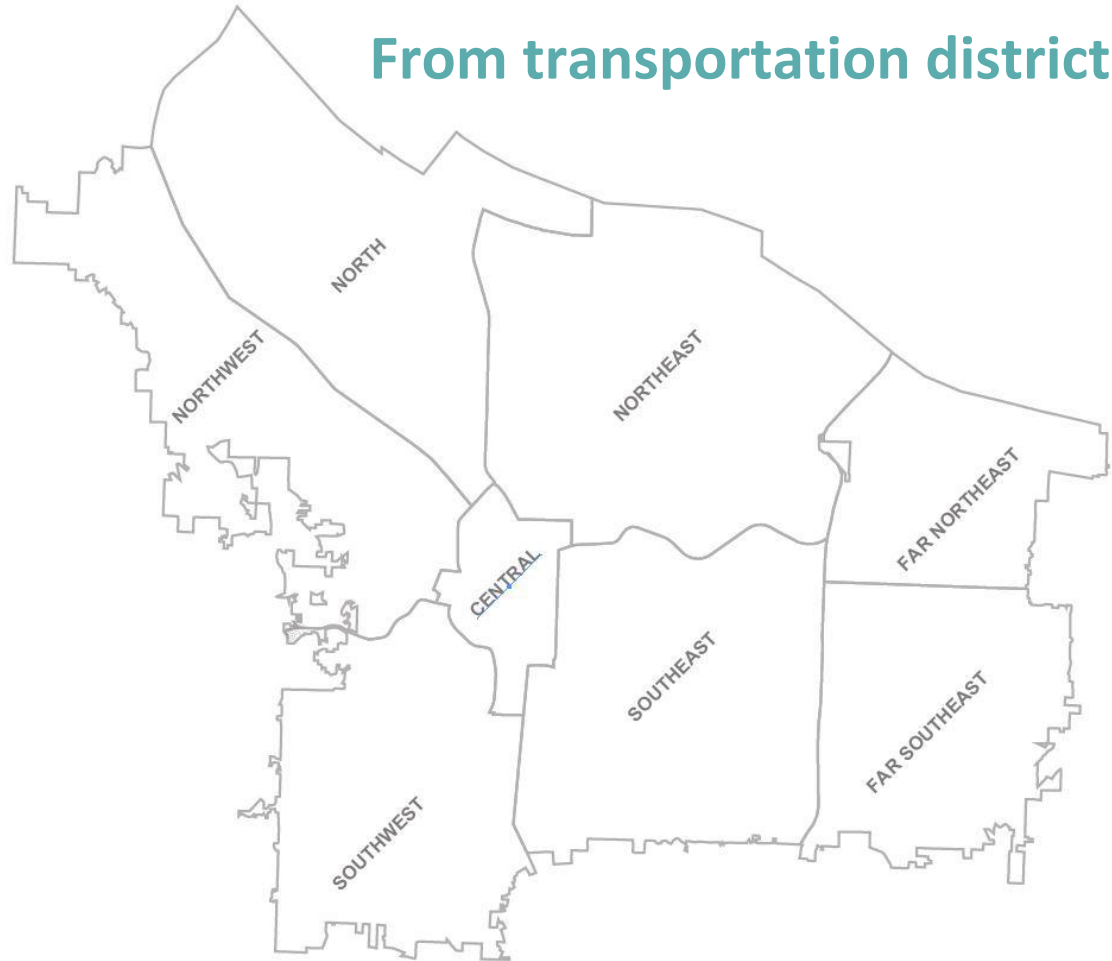 From transportation district
NORTH
NORTHWEST
NORTHEAST
FAR NORTHEAST
CENTRAL
SOUTHEAST
FAR SOUTHEAST
SOUTHWEST